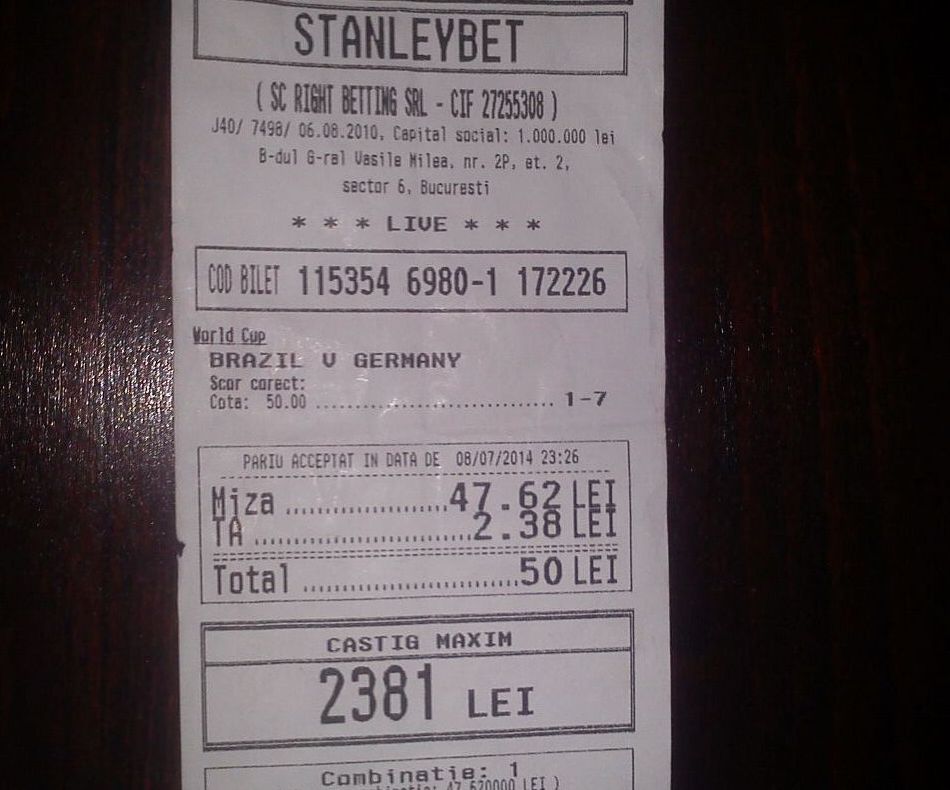 STANLEYBET
( SC RIGHT BETTING SRL - CIF 27255308 )
J40/ 7498/ 06.08.2010, Capital social: 1.000.000 lei
B-dul G-ral Vasile Milea, nr. 2P, et. 2,
sector 6, Bucuresti
* * * LIVE * * *
COD BILET 115354 6980-1 172226
World Cup
BRAZIL V GERMANY
Scor corect:
Cota: 50.00 .............................. 1-7
PARIU ACCEPTAT IN DATA DE 08/07/2014 23:26
Miza ....................47.62 LEI
TA ...........................2.38 LEI
Total ...........................50 LEI
CASTIG MAXIM
2381 LEI
Combinatie: 1
47.620000 LEI )